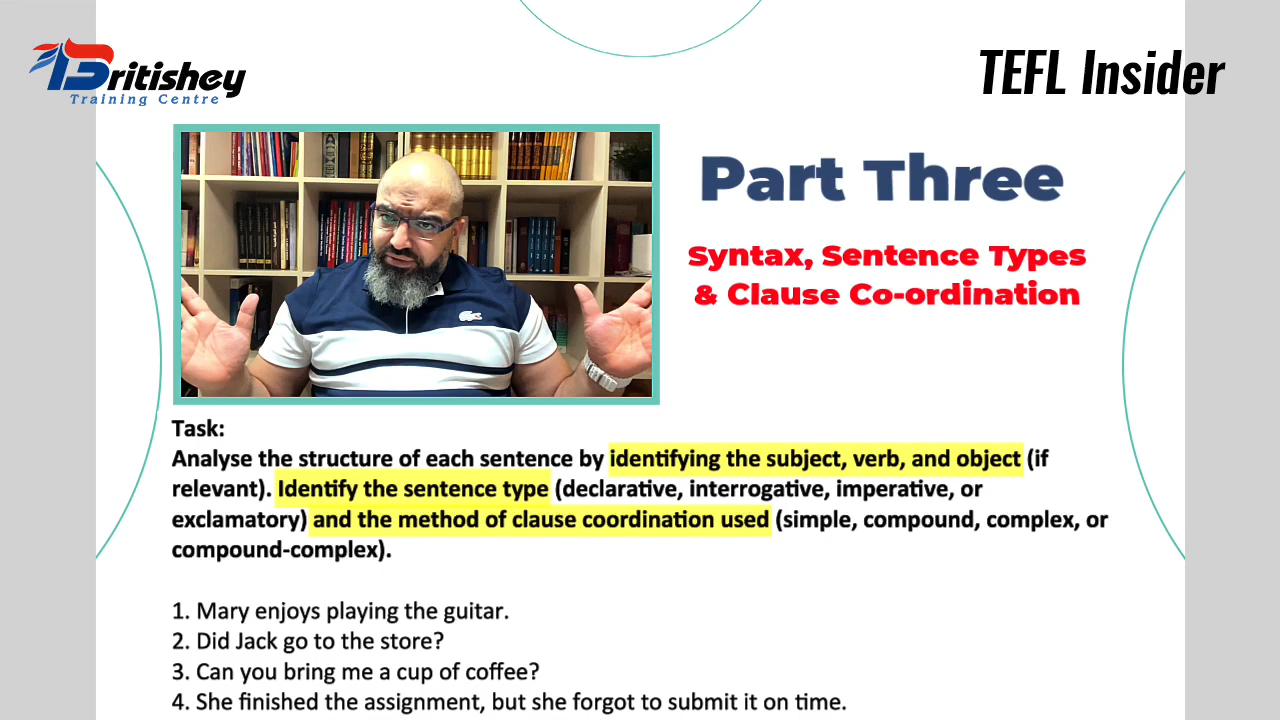 Britishey
Training Centre
TEFL Insider
Part Three
Syntax, Sentence Types
& Clause Co-ordination
Task:
Analyse the structure of each sentence by identifying the subject, verb, and object (if
relevant). Identify the sentence type (declarative, interrogative, imperative, or
exclamatory) and the method of clause coordination used (simple, compound, complex, or
compound-complex).
1. Mary enjoys playing the guitar.
2. Did Jack go to the store?
3. Can you bring me a cup of coffee?
4. She finished the assignment, but she forgot to submit it on time.